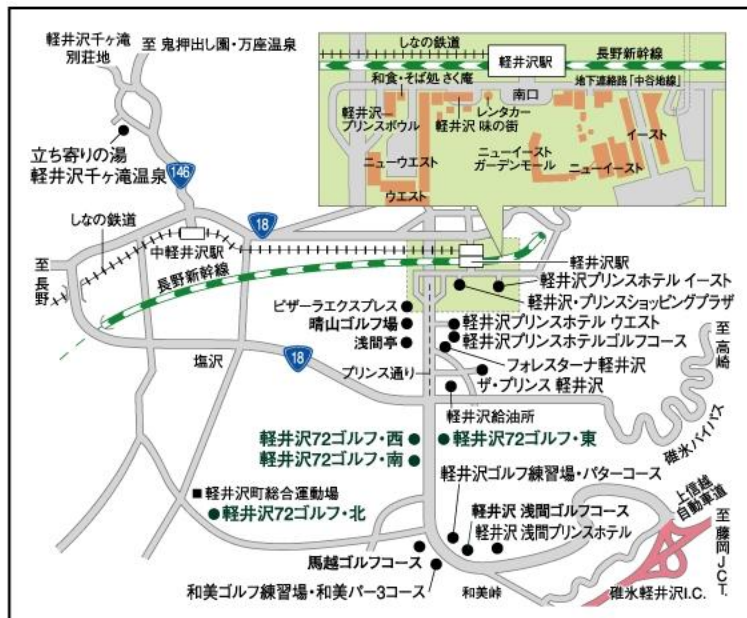 軽井沢千ヶ滝
別荘地
至 鬼押出し園・万座温泉
立ち寄りの湯
軽井沢千ヶ滝温泉
146
しなの鉄道
軽井沢駅
長野新幹線
和食・そば処 さく庵
南口
地下連絡路「中谷地線」
軽井沢
プリンスボウル
軽井沢 味の街
レンタカー
ニューウエスト
ウエスト
ニューイースト
ガーデンモール
ニューイースト
イースト
しなの鉄道
18
中軽井沢駅
至
長野
長野新幹線
軽井沢駅
軽井沢プリンスホテル イースト
軽井沢・プリンスショッピングプラザ
ピザーラエクスプレス
晴山ゴルフ場
浅間亭
軽井沢プリンスホテル ウエスト
軽井沢プリンスホテルゴルフコース
フォレスターナ軽井沢
ザ・プリンス 軽井沢
至
高崎
塩沢
18
プリンス通り
軽井沢給油所
碓氷バイパス
軽井沢72ゴルフ・西
軽井沢72ゴルフ・東
軽井沢72ゴルフ・南
軽井沢町総合運動場
軽井沢72ゴルフ・北
軽井沢ゴルフ練習場・パターコース
軽井沢 浅間ゴルフコース
軽井沢 浅間プリンスホテル
上信越
自動車道
至
藤岡
J
C
T.
馬越ゴルフコース
和美ゴルフ練習場・和美パー3コース
和美峠
碓氷軽井沢I.C.